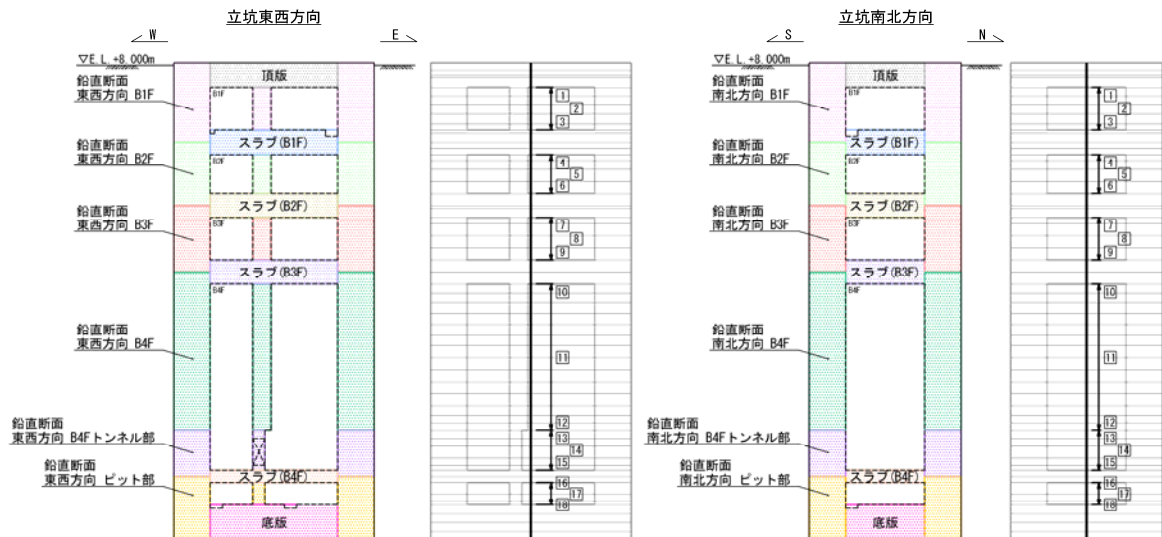 立坑東西方向
W
E
▽E.L.+8.000m
頂版
鉛直断面
東西方向 B1F
B1F
スラブ(B1F)
鉛直断面
東西方向 B2F
B2F
スラブ(B2F)
鉛直断面
東西方向 B3F
B3F
スラブ(B3F)
B4F
鉛直断面
東西方向 B4F
鉛直断面
東西方向 B4Fトンネル部
スラブ(B4F)
鉛直断面
東西方向 ピット部
底版
1
2
3
4
5
6
7
8
9
10
11
12
13
14
15
16
17
18
立坑南北方向
S
N
▽E.L.+8.000m
頂版
鉛直断面
南北方向 B1F
B1F
スラブ(B1F)
鉛直断面
南北方向 B2F
B2F
スラブ(B2F)
鉛直断面
南北方向 B3F
B3F
スラブ(B3F)
B4F
鉛直断面
南北方向 B4F
鉛直断面
南北方向 B4Fトンネル部
スラブ(B4F)
鉛直断面
南北方向 ピット部
底版
1
2
3
4
5
6
7
8
9
10
11
12
13
14
15
16
17
18